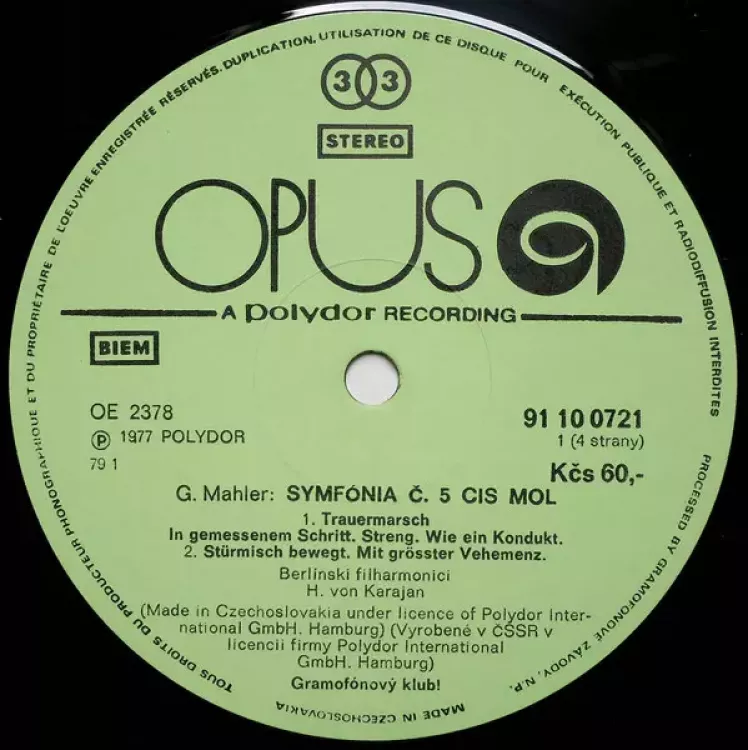 TOUS DROITS DU PRODUCTEUR PHONOGRAPHIQUE ET DU PROPRIÉTAIRE DE L'OEUVRE ENREGISTRÉE RÉSERVÉS. DUPLICATION, UTILISATION DE CE DISQUE POUR EXÉCUTION PUBLIQUE ET RADIODIFFUSION INTERDITES
33
STEREO
OPUS
A polydor RECORDING
BIEM
OE 2378
℗ 1977 POLYDOR
79 1
91 10 0721
1 (4 strany)
Kčs 60,-
G. Mahler: SYMFÓNIA Č. 5 CIS MOL
1. Trauermarsch
In gemessenem Schritt. Streng. Wie ein Kondukt.
2. Stürmisch bewegt. Mit grösster Vehemenz.
Berlínski filharmonici
H. von Karajan
(Made in Czechoslovakia under licence of Polydor Inter-
national GmbH. Hamburg) (Vyrobené v ČSSR v
licencii firmy Polydor International
GmbH. Hamburg)
Gramofónový klub!
PROCESSED BY GRAMOFONOVÉ ZÁVODY, N.P.
MADE IN CZECHOSLOVAKIA